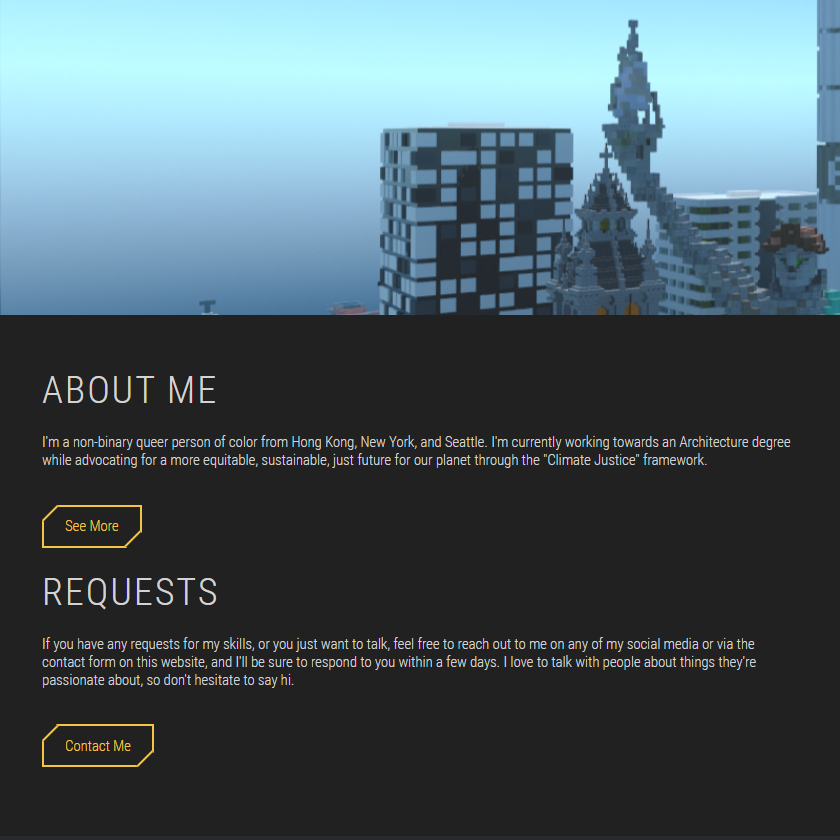 ABOUT ME
I'm a non-binary queer person of color from Hong Kong, New York, and Seattle. I'm currently working towards an Architecture degree
while advocating for a more equitable, sustainable, just future for our planet through the "Climate Justice" framework.
See More
REQUESTS
If you have any requests for my skills, or you just want to talk, feel free to reach out to me on any of my social media or via the
contact form on this website, and I'll be sure to respond to you within a few days. I love to talk with people about things they're
passionate about, so don't hesitate to say hi.
Contact Me